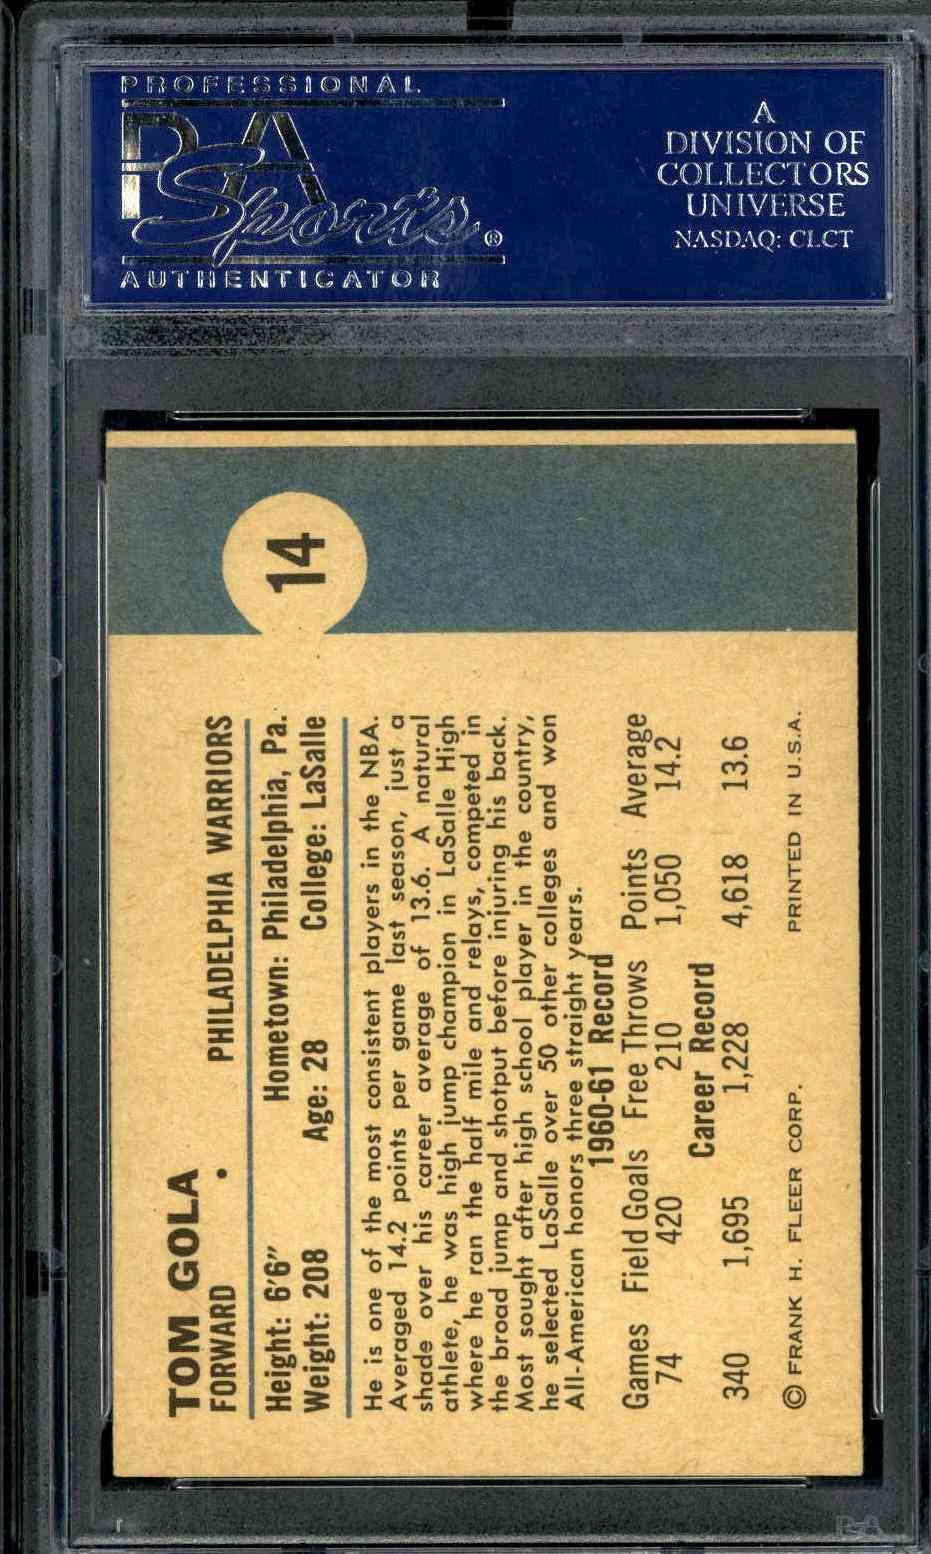 PROFESSIONAL
PSA
Sports®
AUTHENTICATOR
A
DIVISION OF
COLLECTORS
UNIVERSE
NASDAQ: CLCT
14
TOM GOLA
FORWARD PHILADELPHIA WARRIORS
Height: 6'6" Hometown: Philadelphia, Pa.
Weight: 208 Age: 28 College: LaSalle
He is one of the most consistent players in the NBA.
Averaged 14.2 points per game last season, just a
shade over his career average of 13.6. A natural
athlete, he was high jump champion in LaSalle High
where he ran the half mile and relays, competed in
the broad jump and shotput before injuring his back.
Most sought after high school player in the country,
he selected LaSalle over 50 other colleges and won
All-American honors three straight years.
1960-61 Record
Games Field Goals Free Throws Points Average
74 420 210 1,050 14.2
Career Record
340 1,695 1,228 4,618 13.6
© FRANK H. FLEER CORP. PRINTED IN U.S.A.
PSA